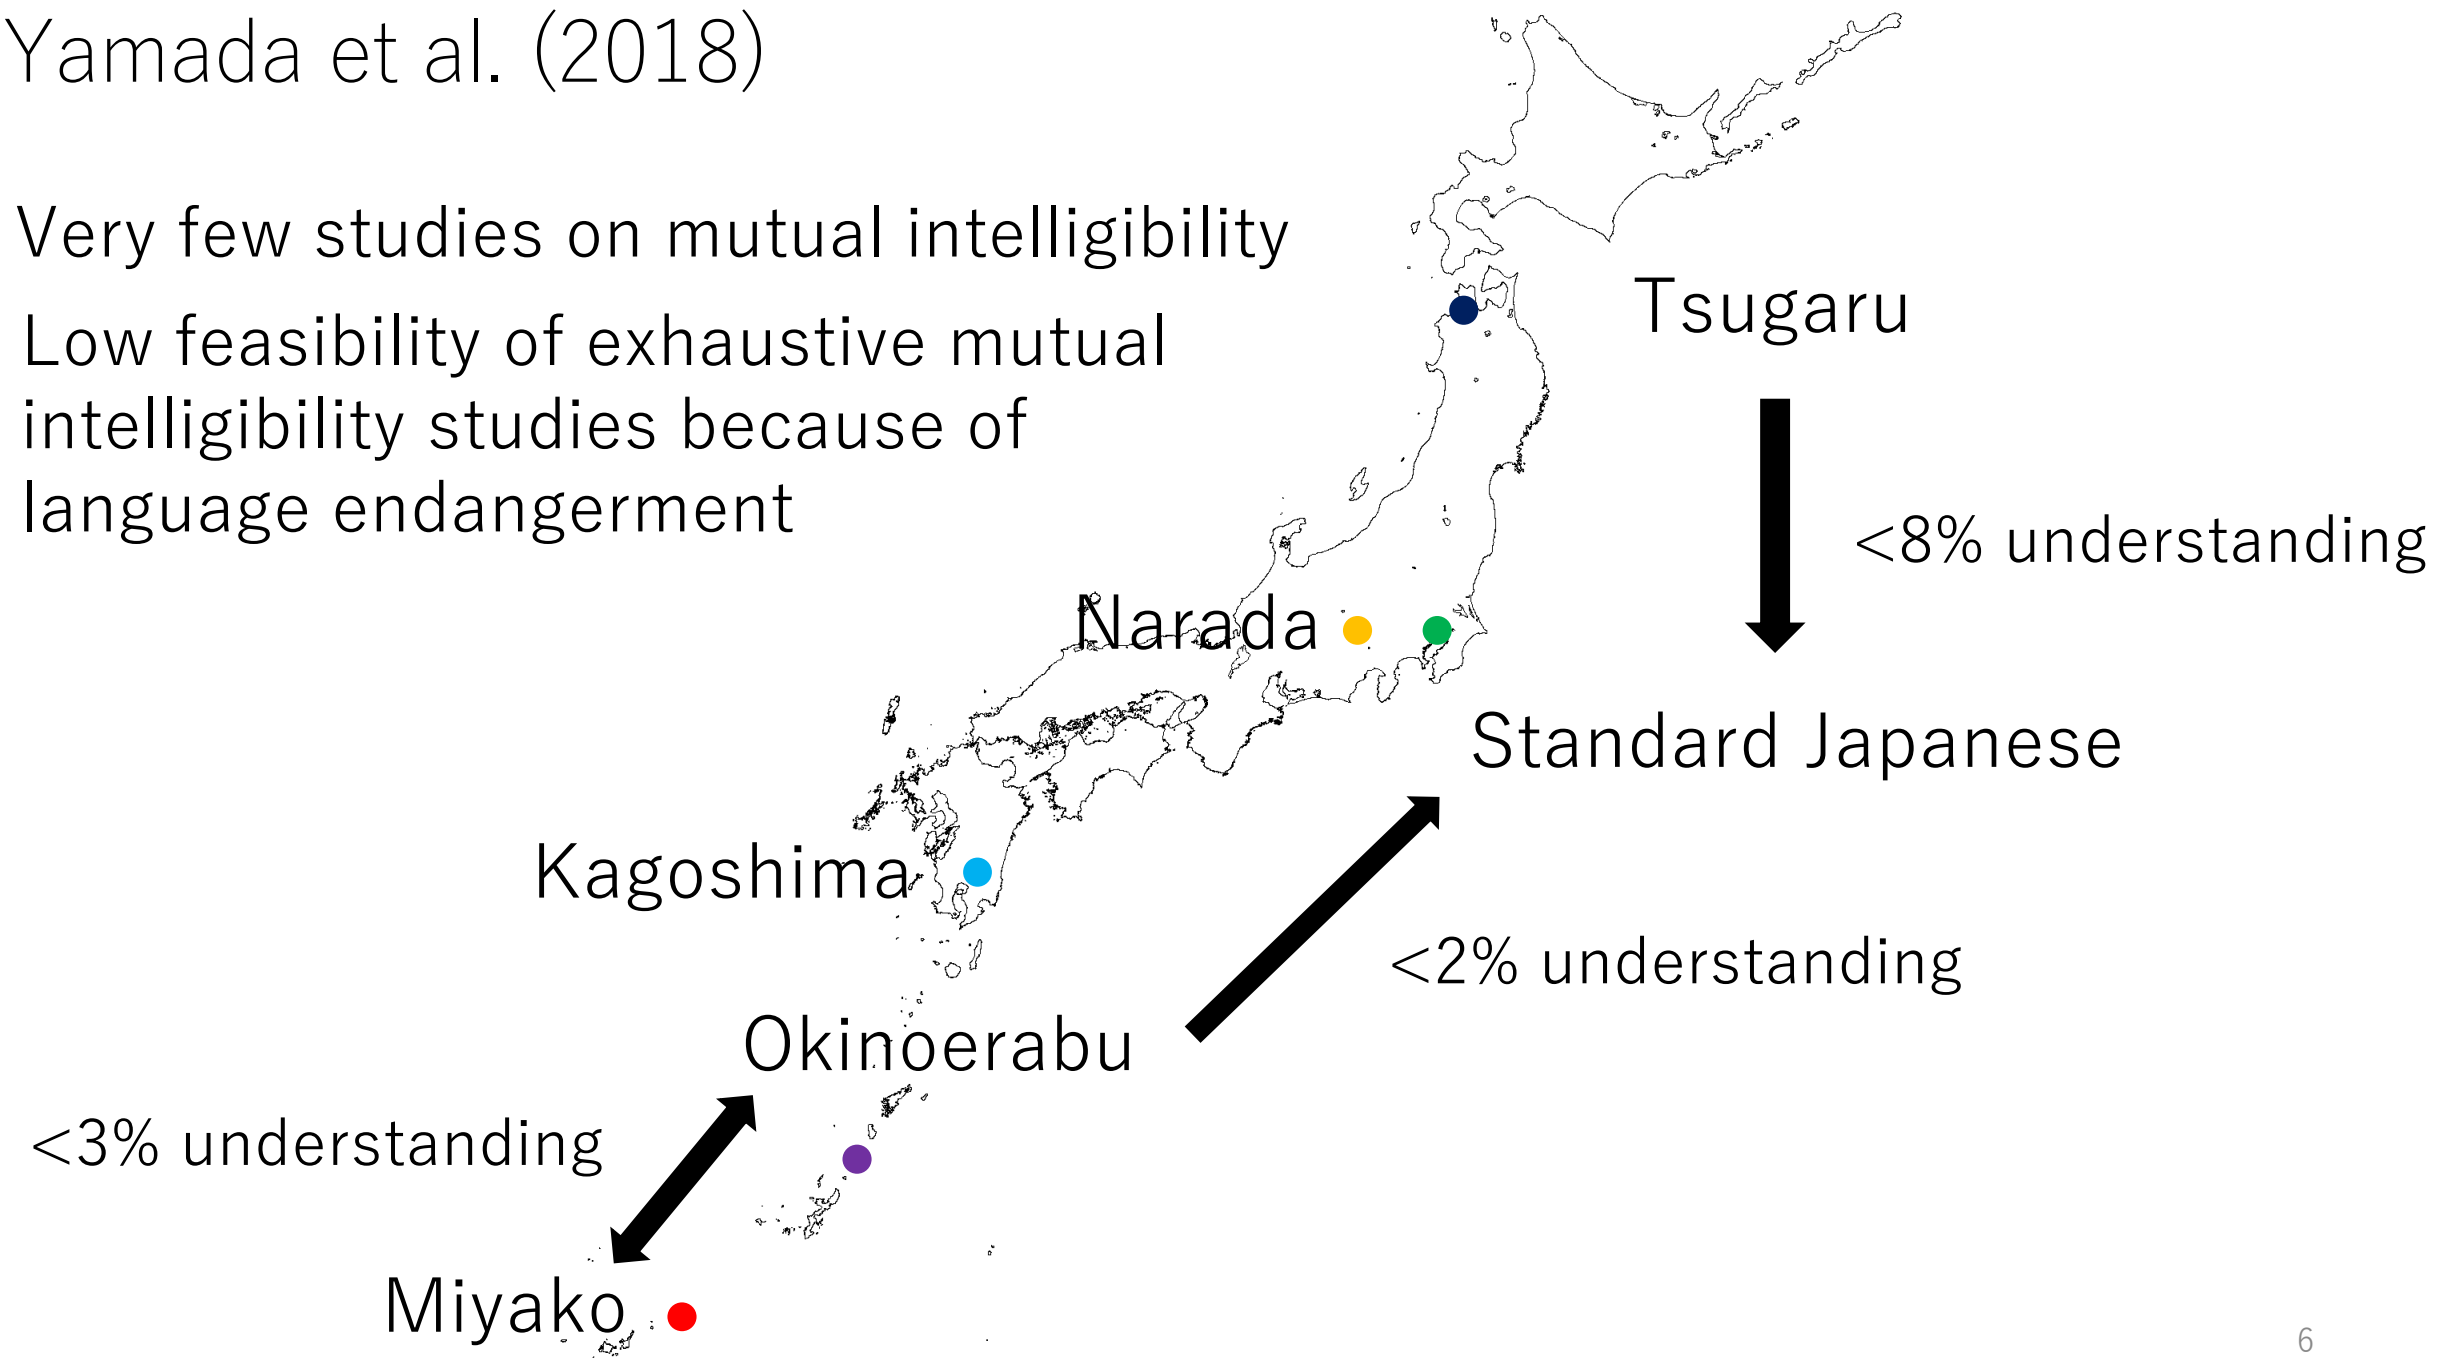 Yamada et al. (2018)
Very few studies on mutual intelligibility
Low feasibility of exhaustive mutual
intelligibility studies because of
language endangerment
Tsugaru
<8% understanding
Narada
Standard Japanese
Kagoshima
<2% understanding
Okinoerabu
<3% understanding
Miyako
6